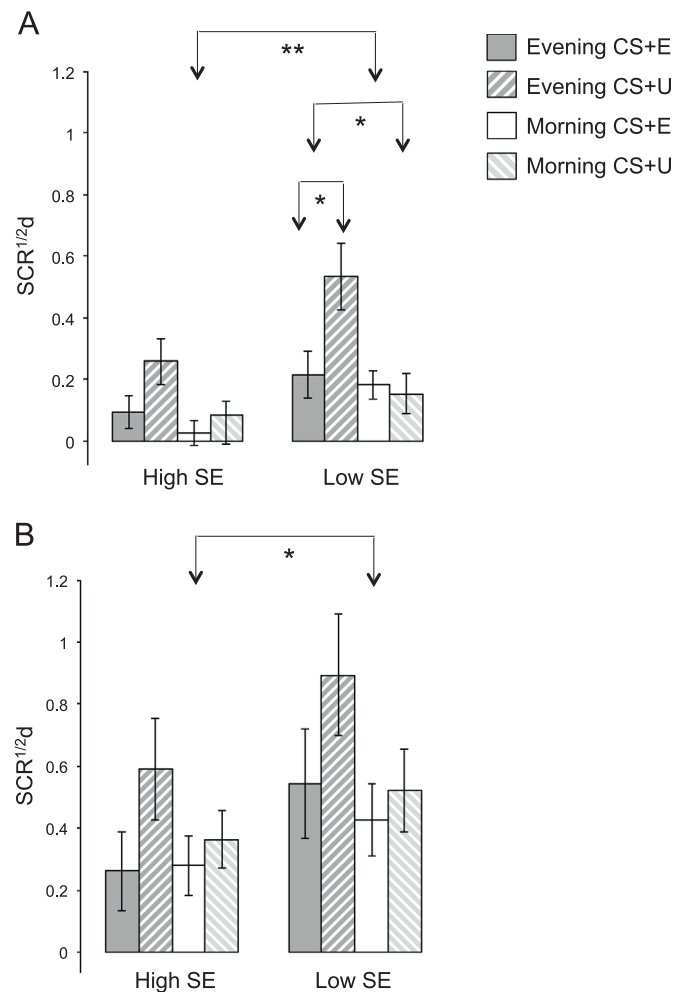 A
**
*
*
Evening CS+E
Evening CS+U
Morning CS+E
Morning CS+U
SCR1/2d
1.2
1
0.8
0.6
0.4
0.2
0
High SE
Low SE
B
*
SCR1/2d
1.2
1
0.8
0.6
0.4
0.2
0
High SE
Low SE